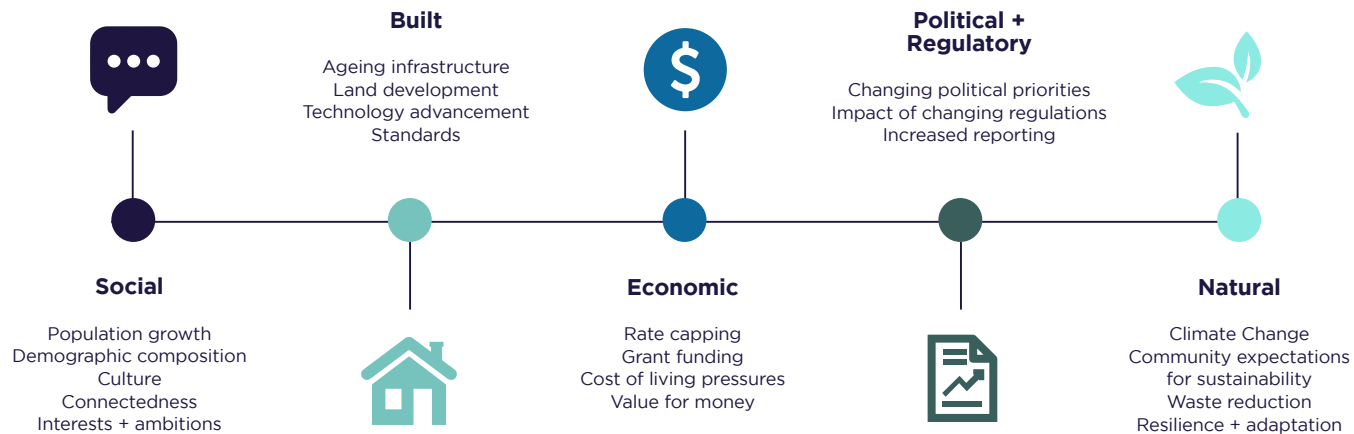 Social
Population growth
Demographic composition
Culture
Connectedness
Interests + ambitions
Built
Ageing infrastructure
Land development
Technology advancement
Standards
Economic
Rate capping
Grant funding
Cost of living pressures
Value for money
Political +
Regulatory
Changing political priorities
Impact of changing regulations
Increased reporting
Natural
Climate Change
Community expectations
for sustainability
Waste reduction
Resilience + adaptation